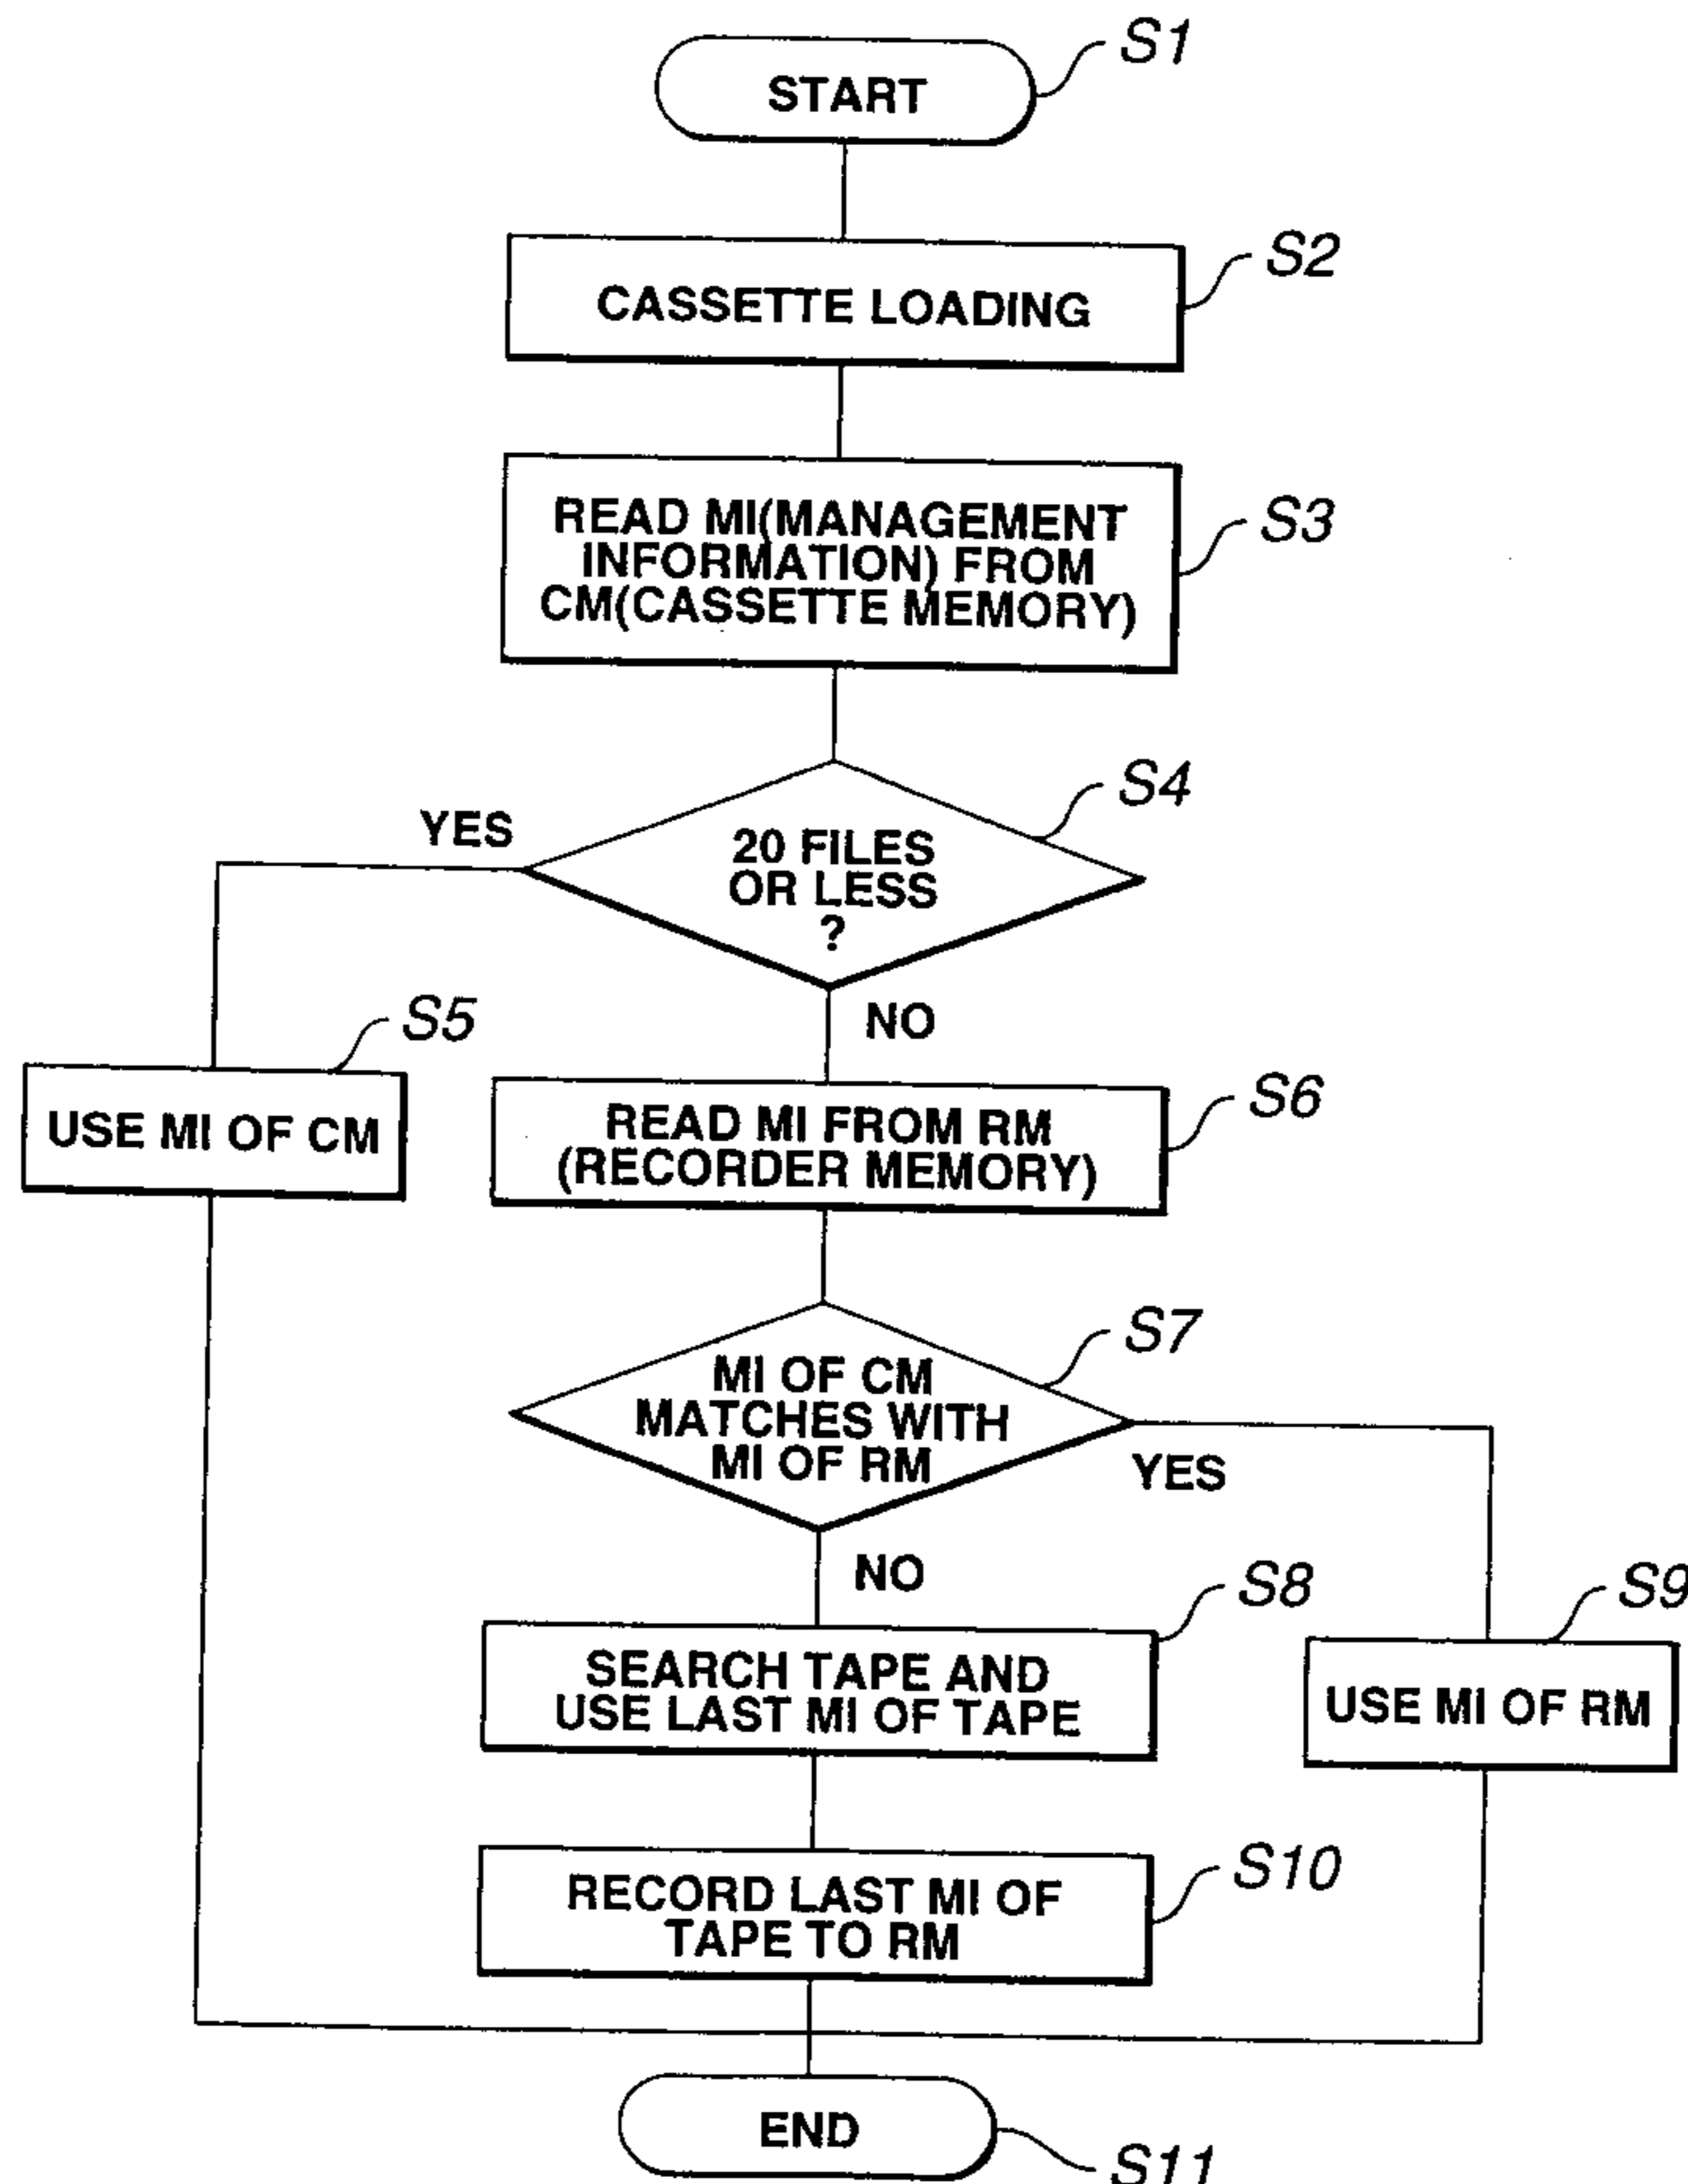 S1
START
S2
CASSETTE LOADING
S3
READ MI(MANAGEMENT
INFORMATION) FROM
CM(CASSETTE MEMORY)
S4
YES
20 FILES
OR LESS
?
NO
S5
USE MI OF CM
S6
READ MI FROM RM
(RECORDER MEMORY)
S7
MI OF CM
MATCHES WITH
MI OF RM
YES
NO
S8
SEARCH TAPE AND
USE LAST MI OF TAPE
S9
USE MI OF RM
S10
RECORD LAST MI OF
TAPE TO RM
END
S11